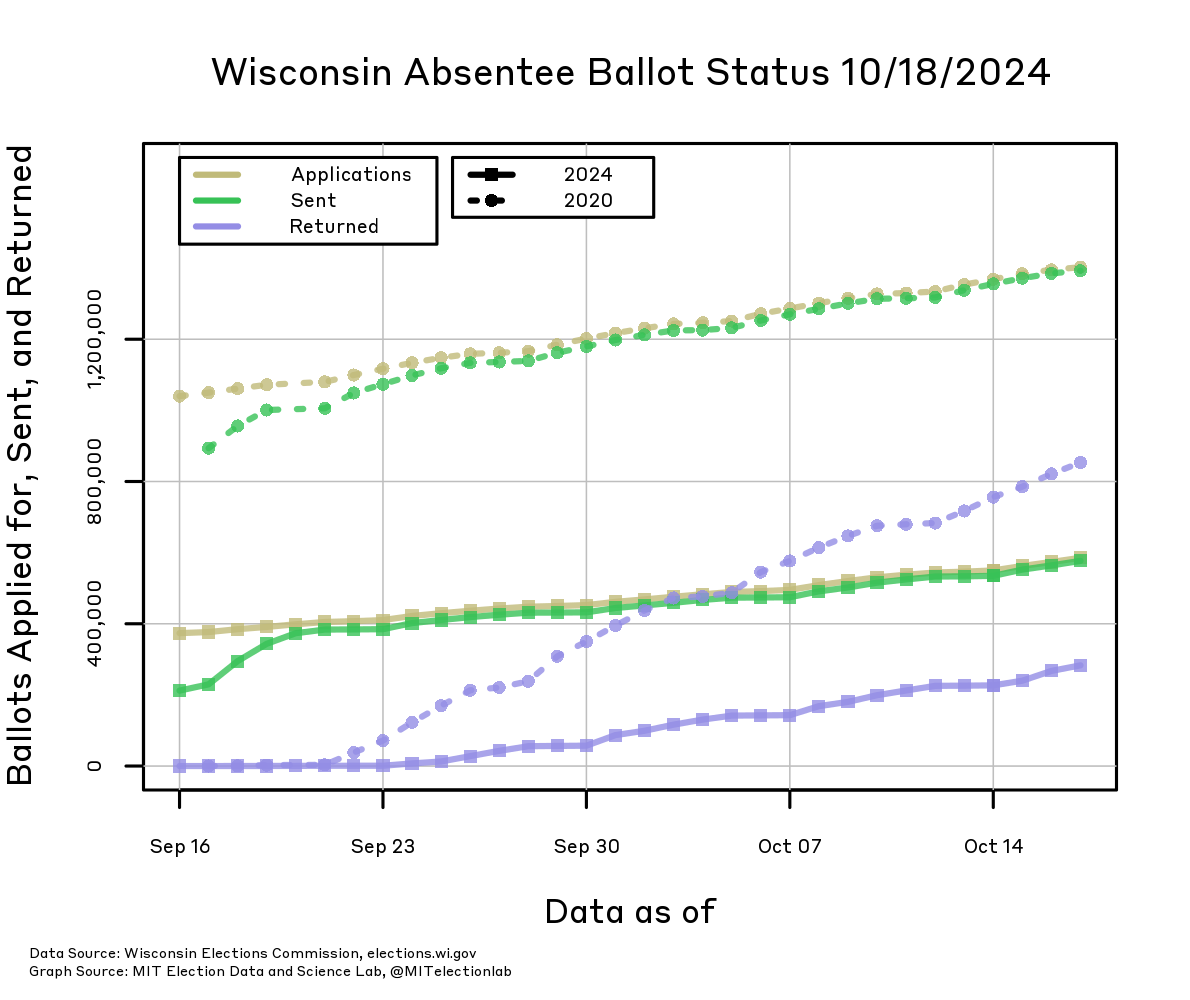 Wisconsin Absentee Ballot Status 10/18/2024
Ballots Applied for, Sent, and Returned
Applications
Sent
Returned
2024
2020
1,200,000
800,000
400,000
0
Sep 16 Sep 23 Sep 30 Oct 07 Oct 14
Data as of
Data Source: Wisconsin Elections Commission, elections.wi.gov
Graph Source: MIT Election Data and Science Lab, @MITelectionlab